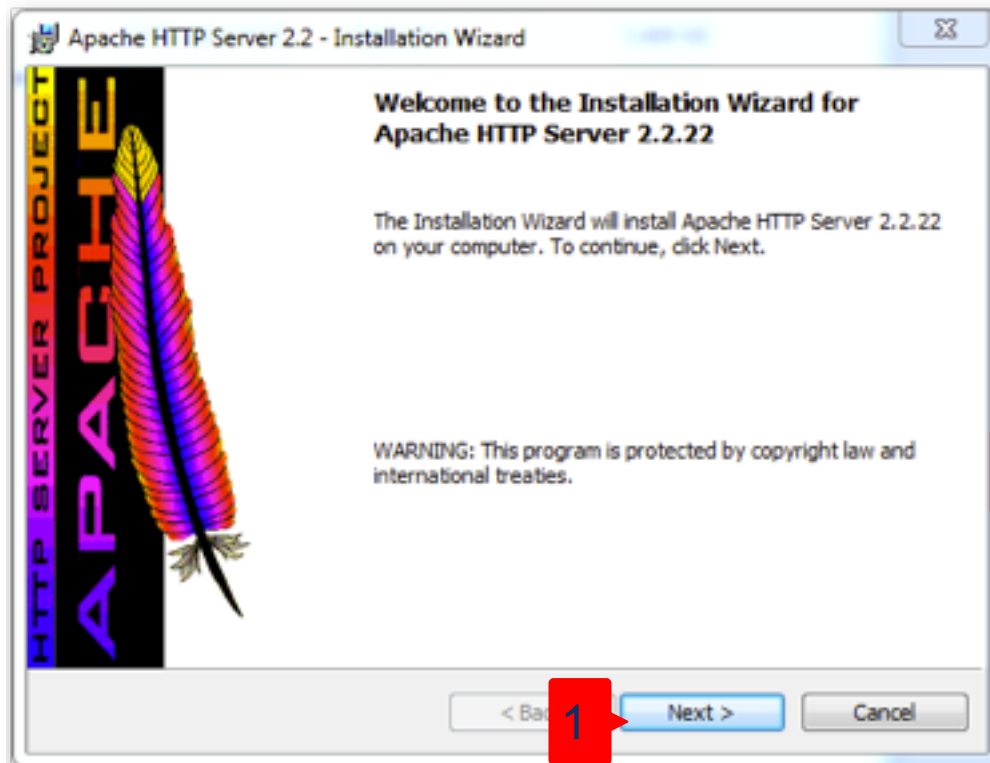 Apache HTTP Server 2.2 - Installation Wizard
HTTP SERVER PROJECT
APACHE
Welcome to the Installation Wizard for
Apache HTTP Server 2.2.22
The Installation Wizard will install Apache HTTP Server 2.2.22
on your computer. To continue, click Next.
WARNING: This program is protected by copyright law and
international treaties.
< Ba 1 Next > Cancel